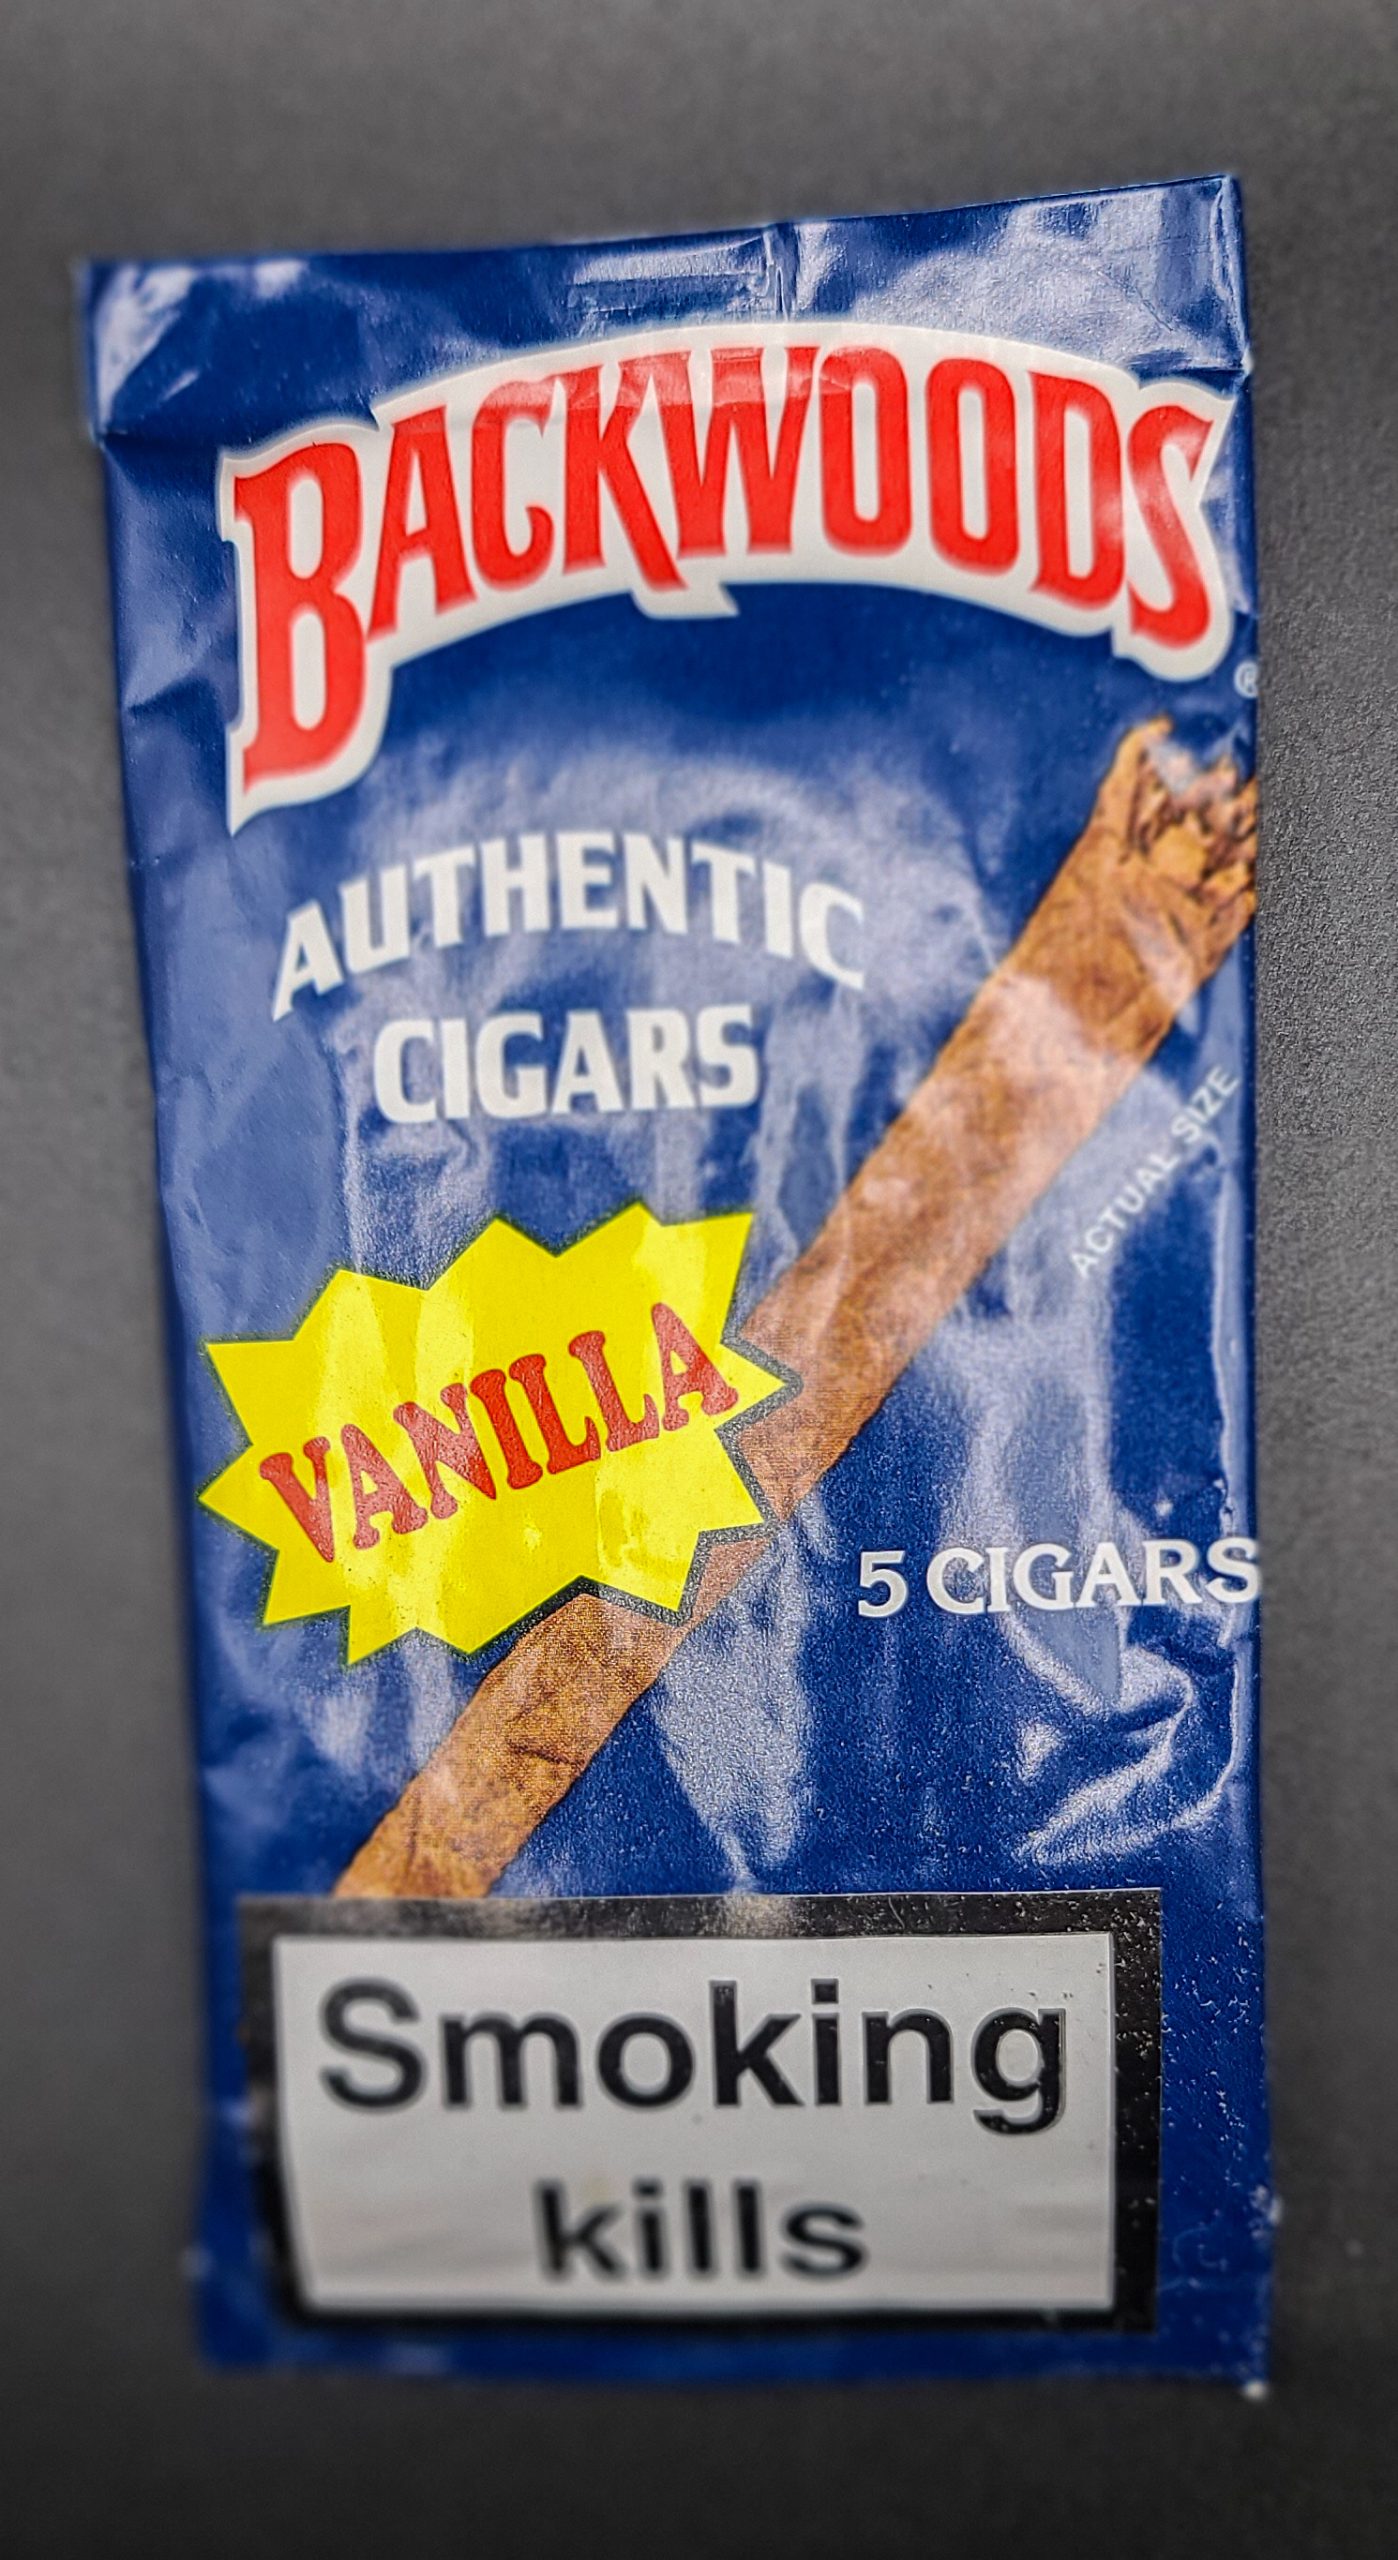 BACKWOODS®
AUTHENTIC
CIGARS
ACTUAL SIZE
VANILLA
5 CIGARS
Smoking
kills